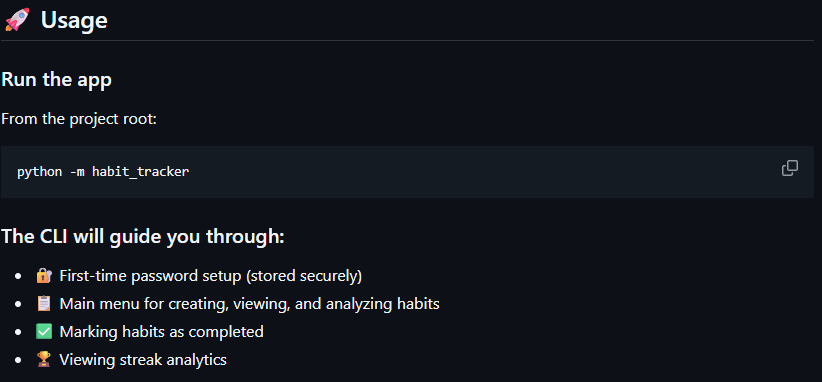 🚀 Usage
Run the app
From the project root:
python -m habit_tracker
The CLI will guide you through:
• 🔐 First-time password setup (stored securely)
• 📋 Main menu for creating, viewing, and analyzing habits
• ✅ Marking habits as completed
• 🏆 Viewing streak analytics